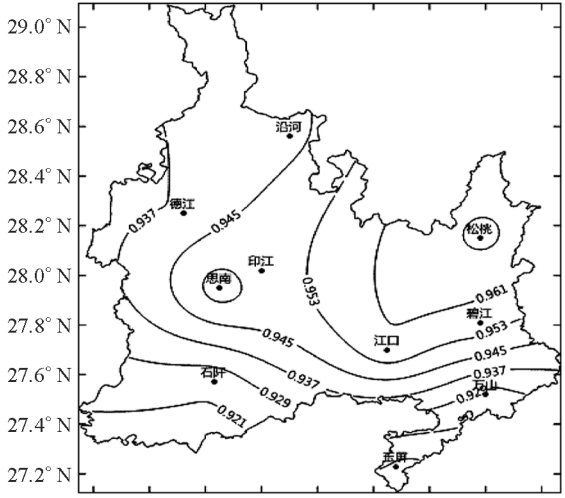 29.0° N
28.8° N
28.6° N
28.4° N
28.2° N
28.0° N
27.8° N
27.6° N
27.4° N
27.2° N
沿河
德江
0.937
0.945
松桃
印江
思南
0.953
0.961
碧江
0.953
0.945
江口
0.945
0.937
石阡
0.937
万山
0.929
0.921
玉屏